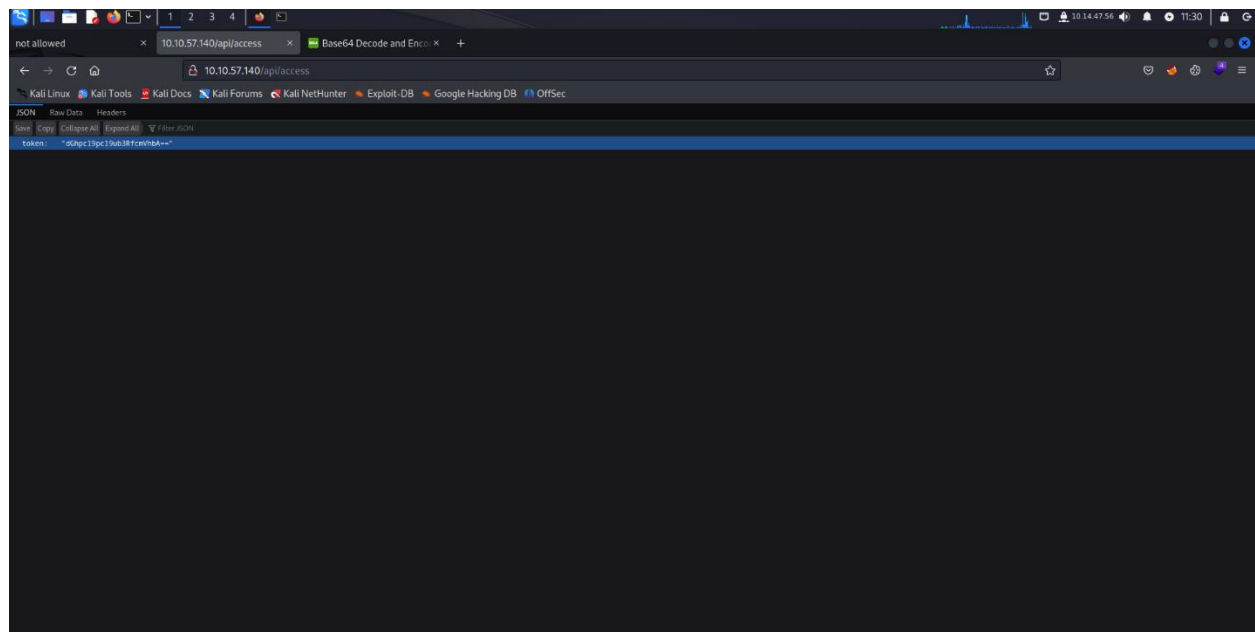 1 2 3 4 10.14.47.56 11:30
not allowed 10.10.57.140/api/access Base64 Decode and Enco
10.10.57.140/api/access
Kali Linux Kali Tools Kali Docs Kali Forums Kali NetHunter Exploit-DB Google Hacking DB OffSec
JSON Raw Data Headers
Save Copy Collapse All Expand All Filter JSON
token: "dGhpc19pc19ub3RfcmVhbA=="